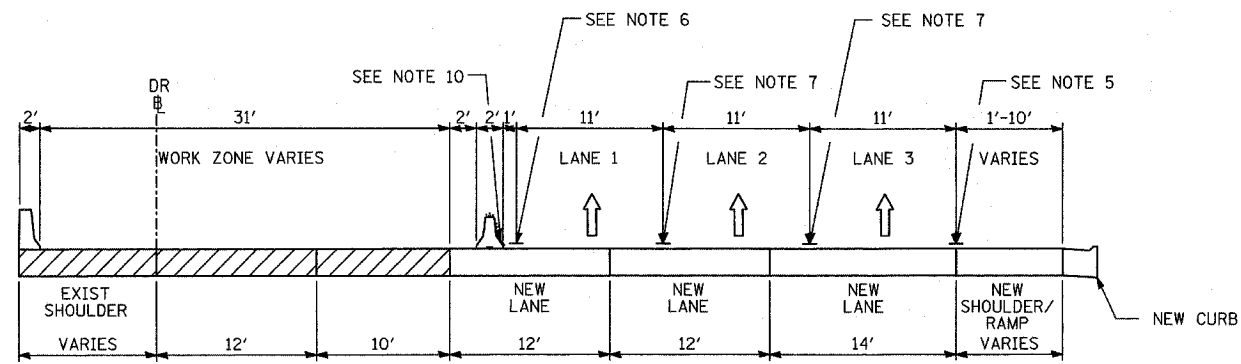 SEE NOTE 6
SEE NOTE 7
SEE NOTE 10
SEE NOTE 7
SEE NOTE 5
DR
BL
2'
31'
2'
2'
1'
11'
11'
11'
1'-10'
WORK ZONE VARIES
LANE 1
LANE 2
LANE 3
VARIES
EXIST
SHOULDER
NEW
LANE
NEW
LANE
NEW
LANE
NEW
SHOULDER/
RAMP
NEW CURB
VARIES
12'
10'
12'
12'
14'
VARIES